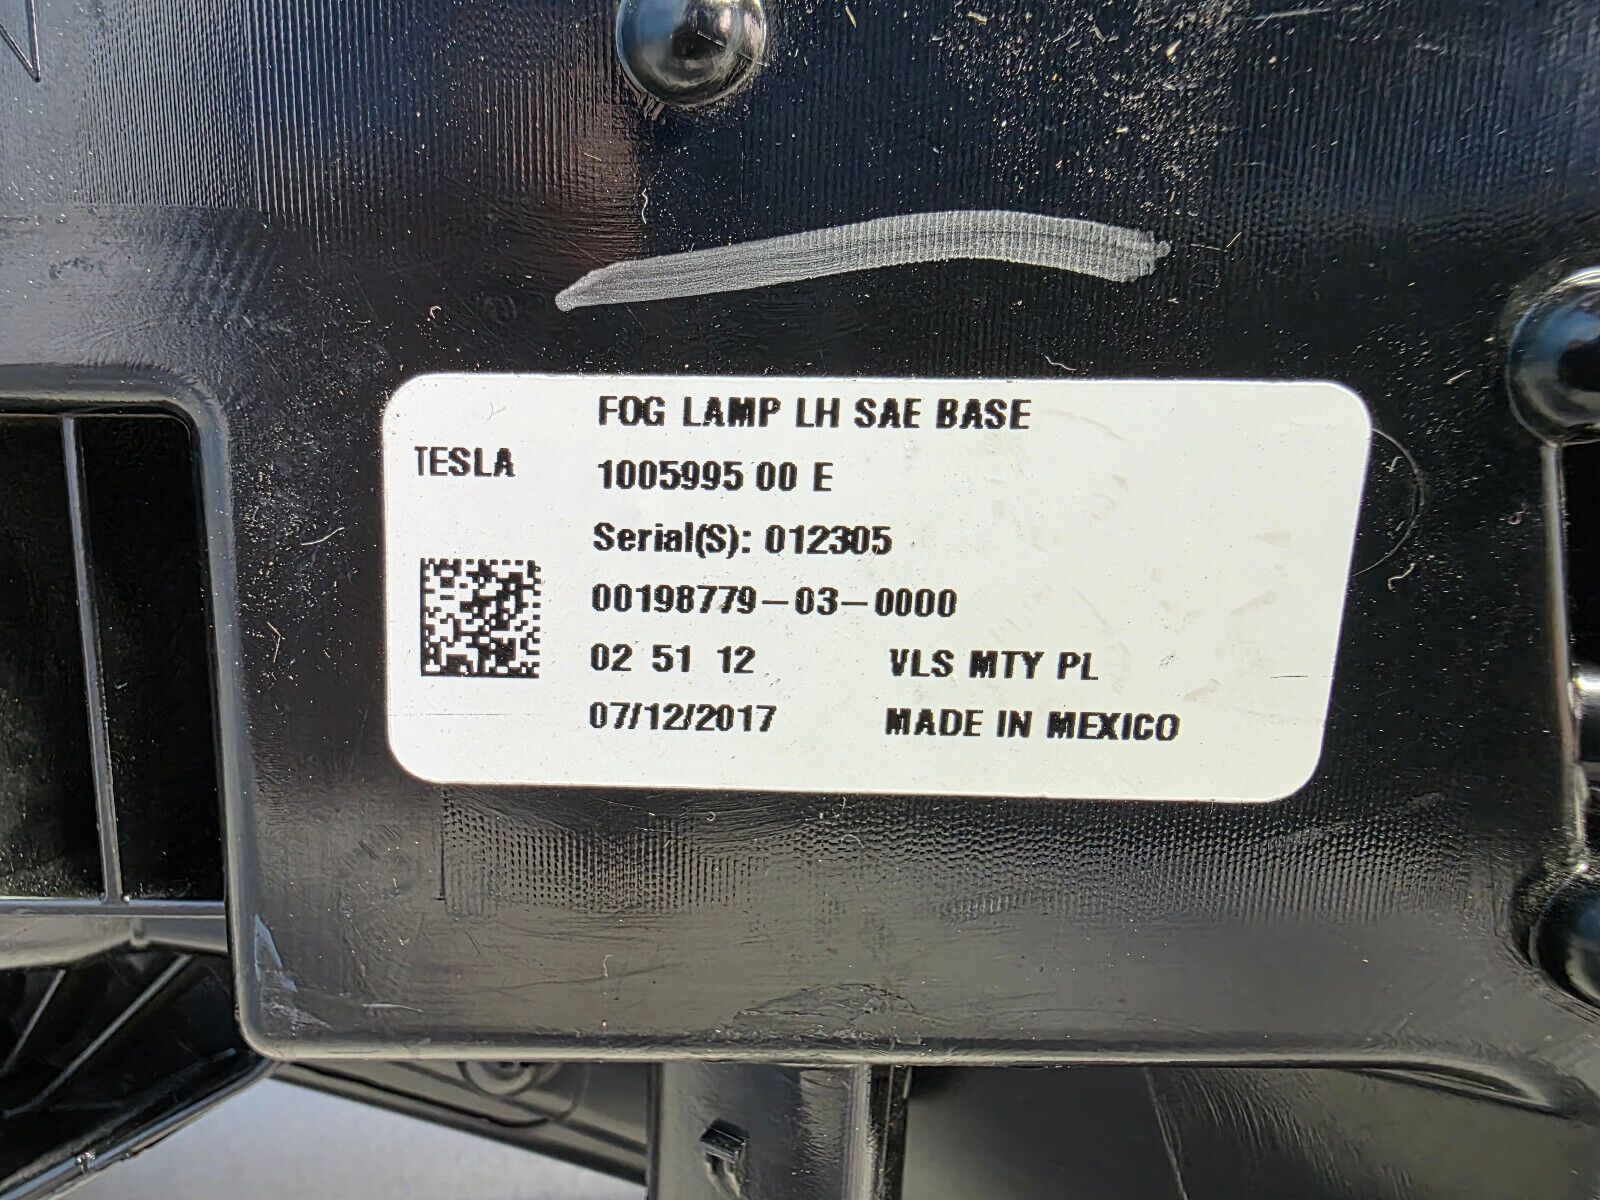 FOG LAMP LH SAE BASE
TESLA
1005995 00 E
Serial(S): 012305
00198779-03-0000
02 51 12 VLS MTY PL
07/12/2017 MADE IN MEXICO